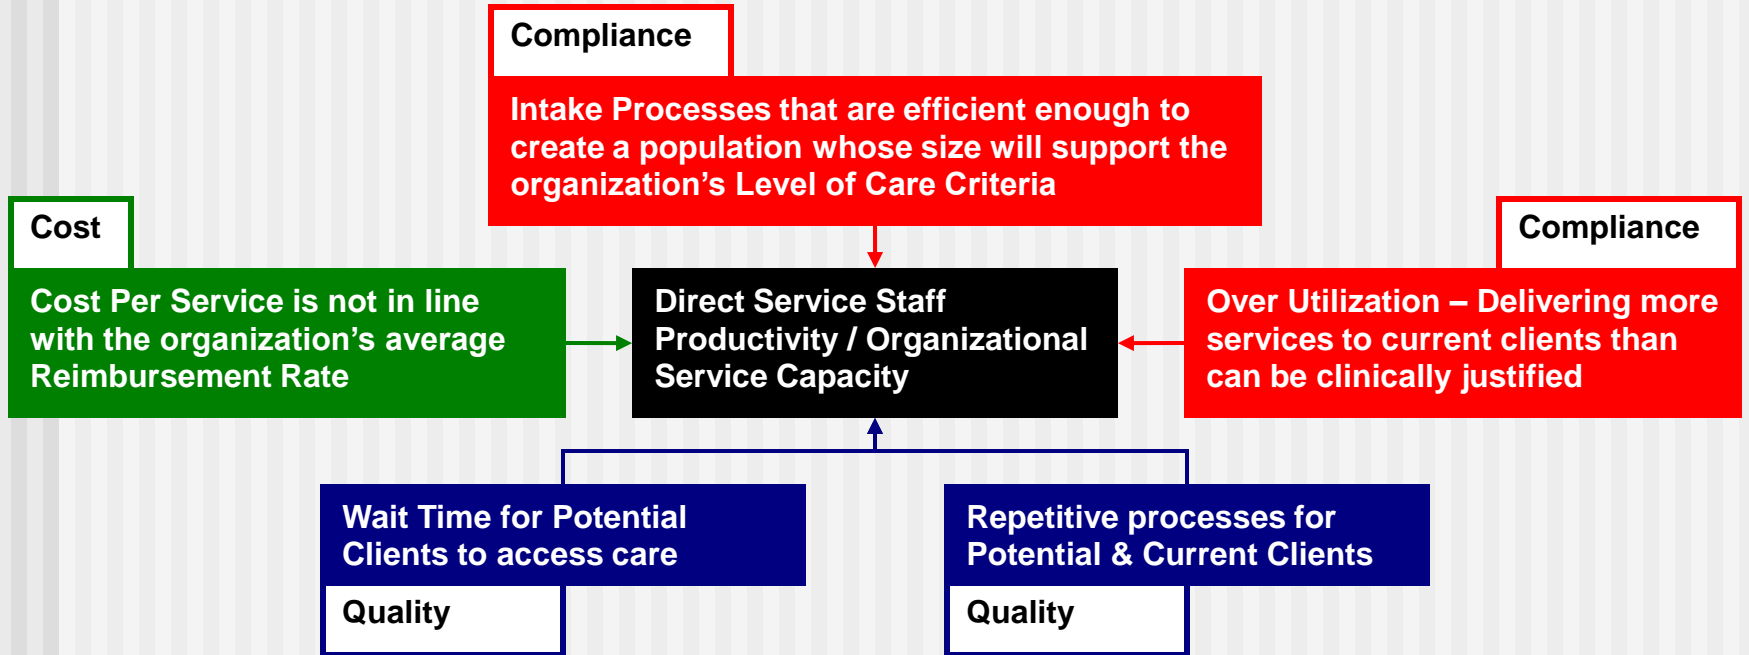 Compliance
Intake Processes that are efficient enough to
create a population whose size will support the
organization’s Level of Care Criteria
Cost
Cost Per Service is not in line
with the organization’s average
Reimbursement Rate
Direct Service Staff
Productivity / Organizational
Service Capacity
Compliance
Over Utilization – Delivering more
services to current clients than
can be clinically justified
Wait Time for Potential
Clients to access care
Quality
Repetitive processes for
Potential & Current Clients
Quality